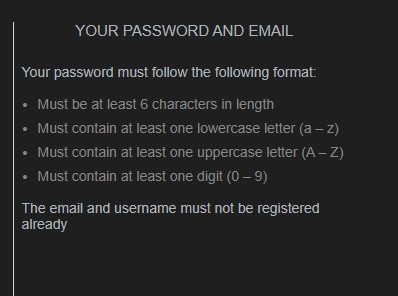 YOUR PASSWORD AND EMAIL
Your password must follow the following format:
• Must be at least 6 characters in length
• Must contain at least one lowercase letter (a – z)
• Must contain at least one uppercase letter (A – Z)
• Must contain at least one digit (0 – 9)
The email and username must not be registered
already